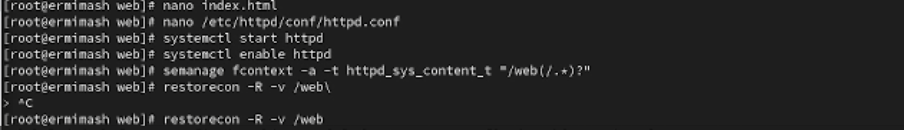 [root@ermimash web]# nano index.html
[root@ermimash web]# nano /etc/httpd/conf/httpd.conf
[root@ermimash web]# systemctl start httpd
[root@ermimash web]# systemctl enable httpd
[root@ermimash web]# semanage fcontext -a -t httpd_sys_content_t "/web(/.*)?"
[root@ermimash web]# restorecon -R -v /web\
> ^C
[root@ermimash web]# restorecon -R -v /web